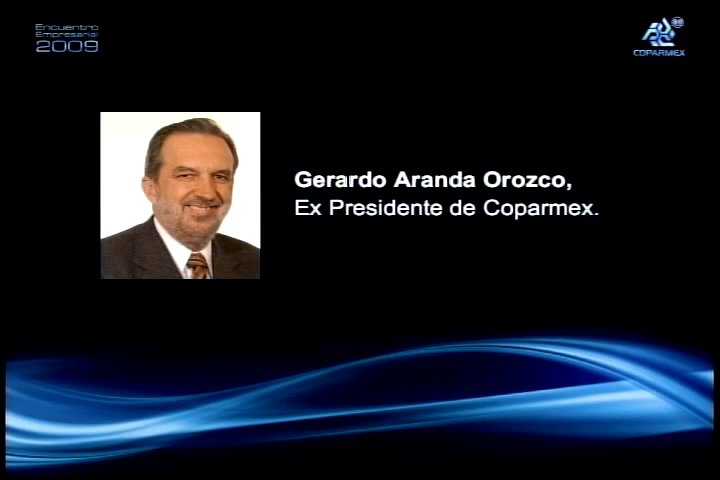 Encuentro
Empresarial
2009
COPARMEX
Gerardo Aranda Orozco,
Ex Presidente de Coparmex.